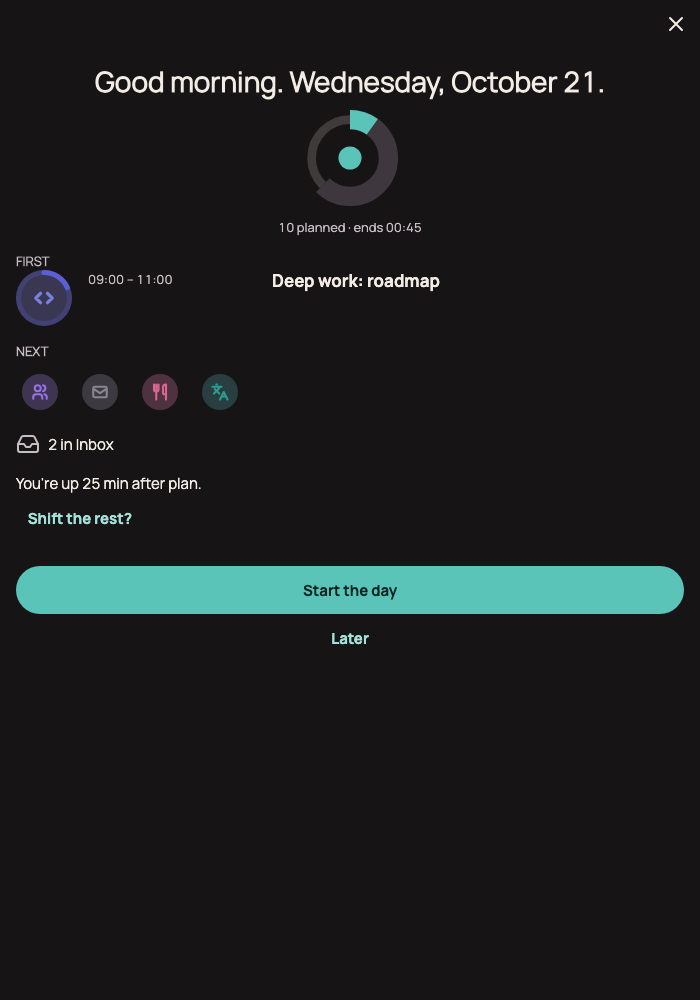 Good morning. Wednesday, October 21.
10 planned · ends 00:45
FIRST
09:00 – 11:00
Deep work: roadmap
NEXT
2 in Inbox
You're up 25 min after plan.
Shift the rest?
Start the day
Later